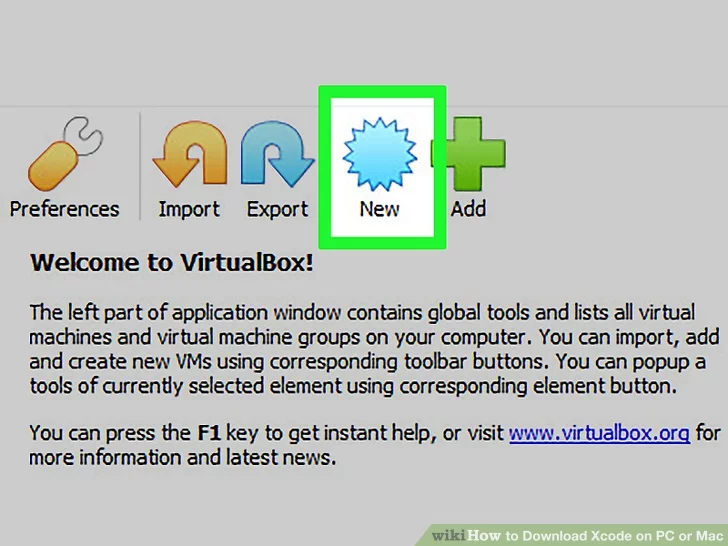 Preferences Import Export New Add
Welcome to VirtualBox!
The left part of application window contains global tools and lists all virtual
machines and virtual machine groups on your computer. You can import, add
and create new VMs using corresponding toolbar buttons. You can popup a
tools of currently selected element using corresponding element button.
You can press the F1 key to get instant help, or visit www.virtualbox.org for
more information and latest news.
wikiHow to Download Xcode on PC or Mac